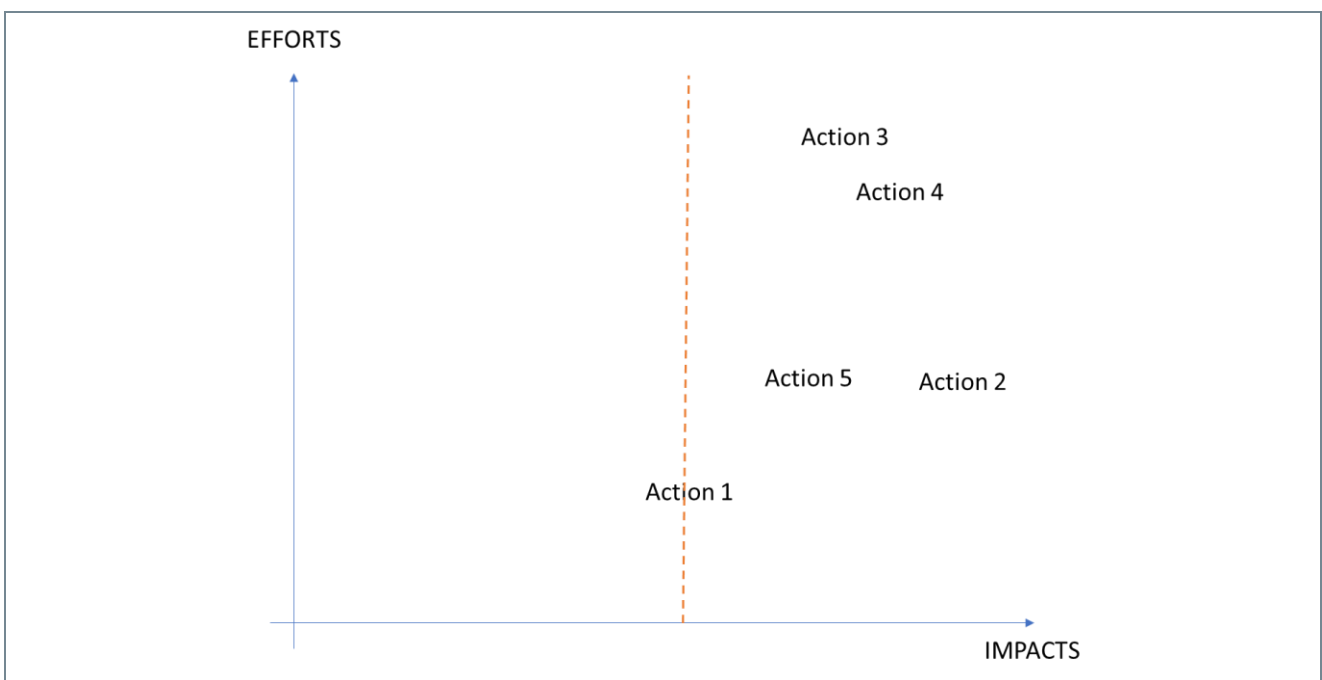 EFFORTS
Action 3
Action 4
Action 5
Action 2
Action 1
IMPACTS